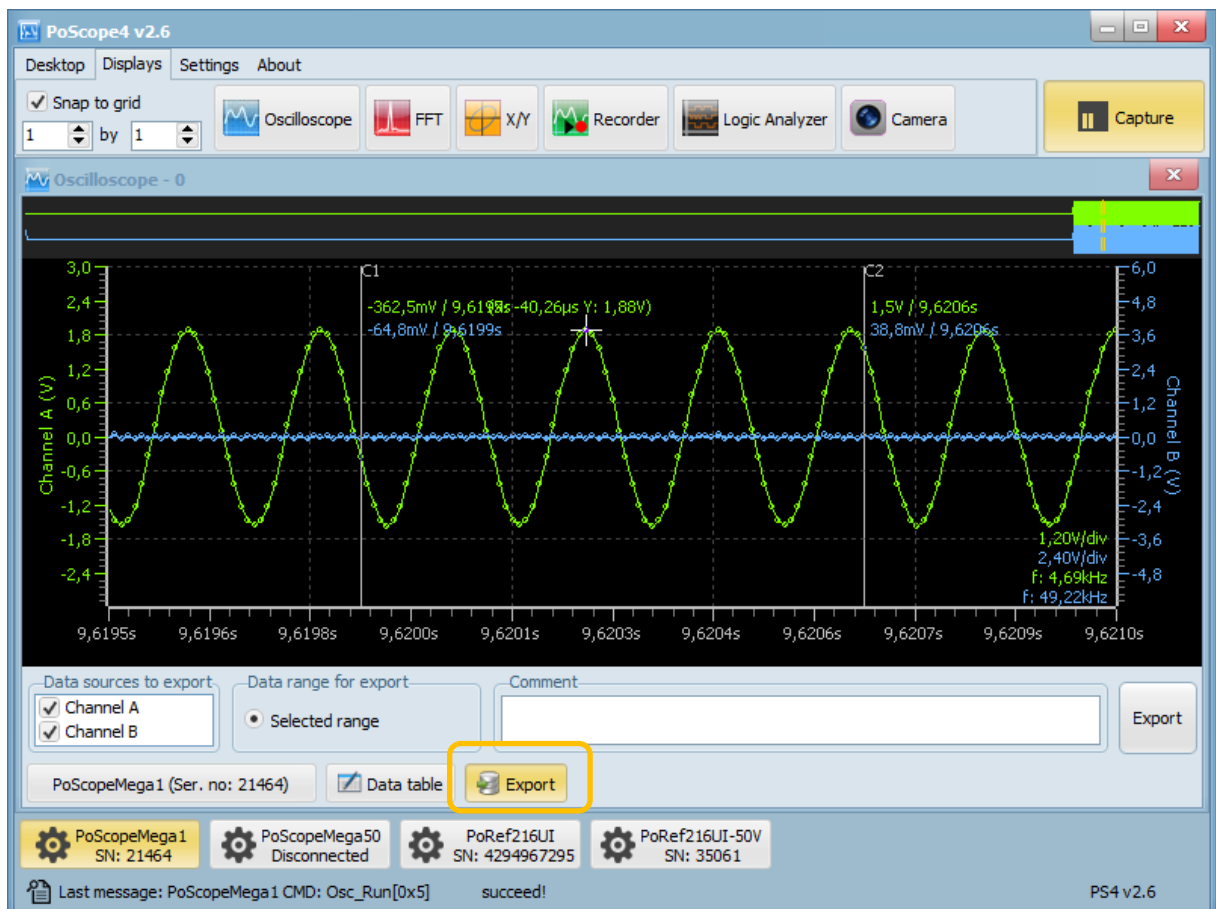 PoScope4 v2.6
Desktop Displays Settings About
Snap to grid
1 by 1
Oscilloscope
FFT
X/Y
Recorder
Logic Analyzer
Camera
Capture
Oscilloscope - 0
C1
C2
-362,5mV / 9,6199s -40,26µs Y: 1,88V)
-64,8mV / 9,6199s
1,5V / 9,6206s
38,8mV / 9,6206s
3,0
2,4
1,8
1,2
0,6
0,0
-0,6
-1,2
-1,8
-2,4
Channel A (V)
6,0
4,8
3,6
2,4
1,2
0,0
-1,2
-2,4
-3,6
-4,8
Channel B (V)
1,20V/div
2,40V/div
f: 4,69kHz
f: 49,22kHz
9,6195s 9,6196s 9,6198s 9,6200s 9,6201s 9,6203s 9,6204s 9,6206s 9,6207s 9,6209s 9,6210s
Data sources to export
Channel A
Channel B
Data range for export
Selected range
Comment
Export
PoScopeMega1 (Ser. no: 21464)
Data table
Export
PoScopeMega1
SN: 21464
PoScopeMega50
Disconnected
PoRef216UI
SN: 4294967295
PoRef216UI-50V
SN: 35061
Last message: PoScopeMega1 CMD: Osc_Run[0x5] succeed!
PS4 v2.6